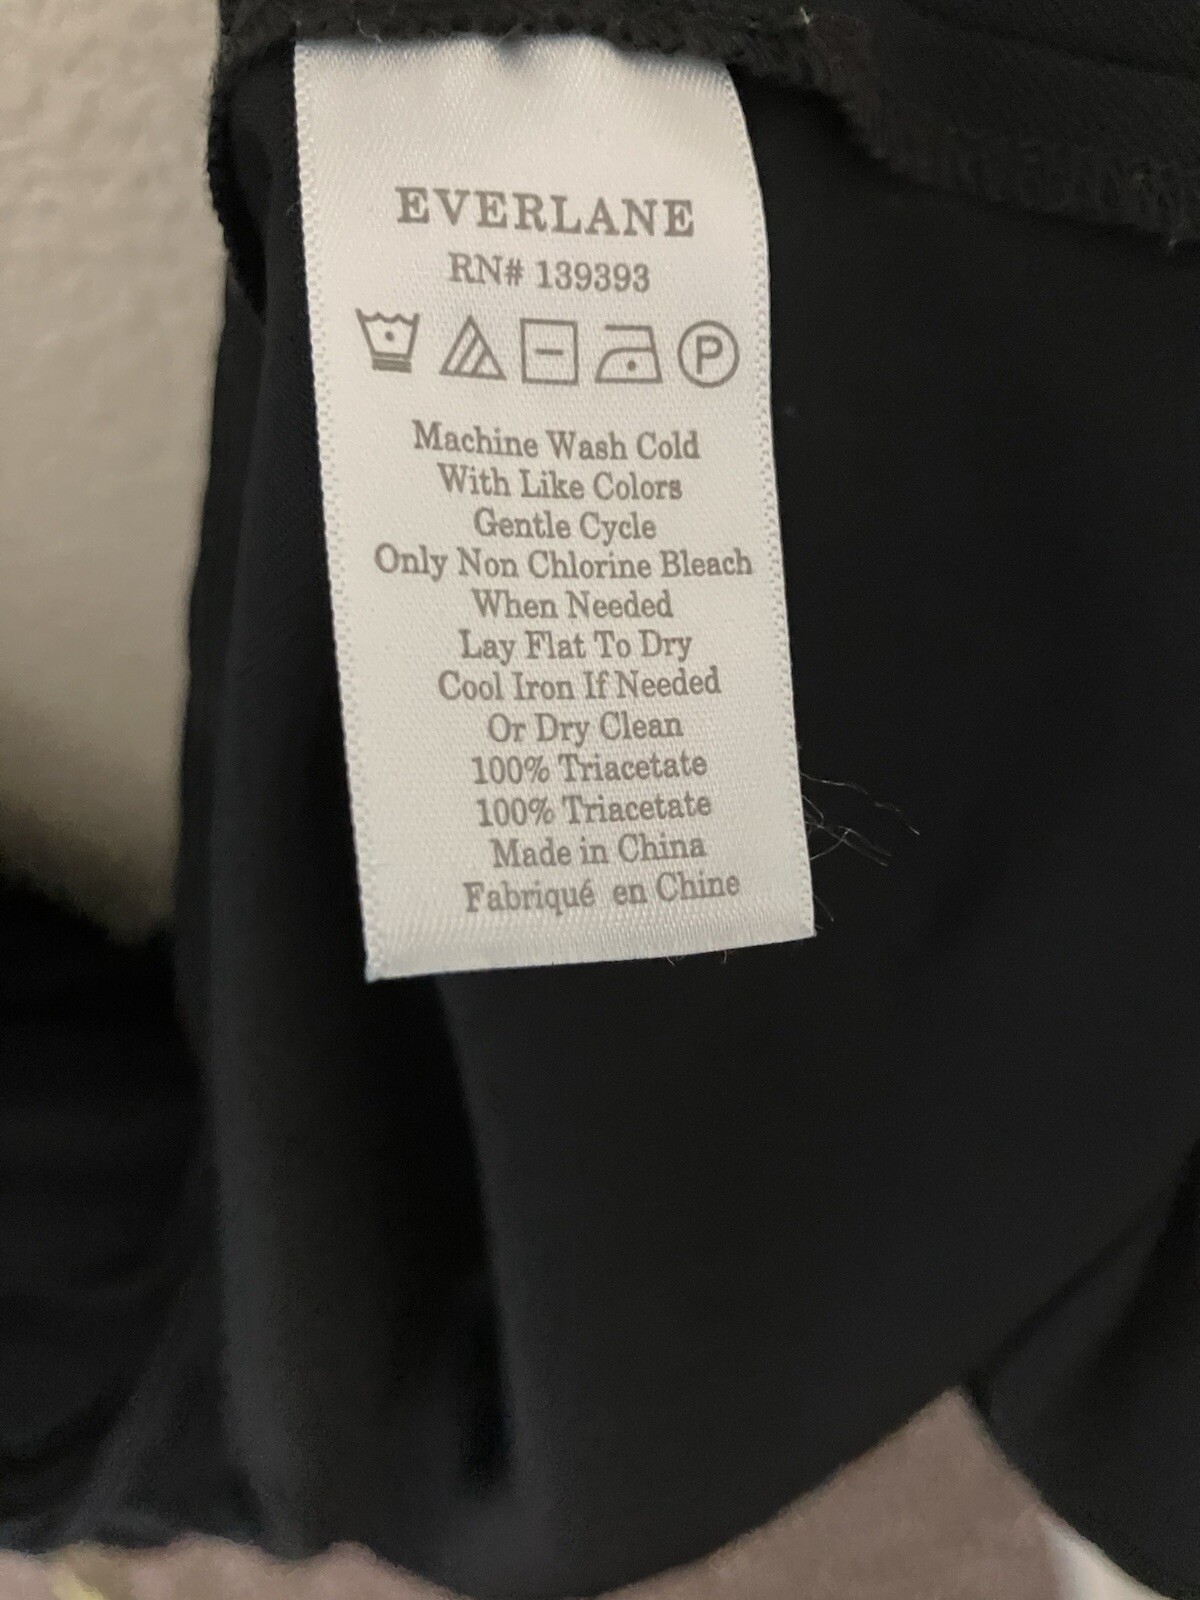 EVERLANE
RN# 139393
P
Machine Wash Cold
With Like Colors
Gentle Cycle
Only Non Chlorine Bleach
When Needed
Lay Flat To Dry
Cool Iron If Needed
Or Dry Clean
100% Triacetate
100% Triacetate
Made in China
Fabriqué en Chine